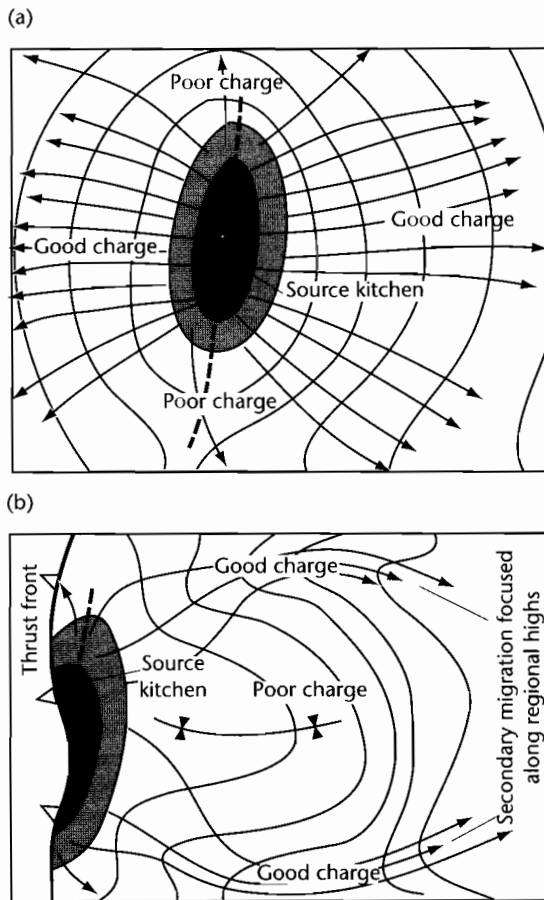 (a)
Poor charge
Good charge
Good charge
Source kitchen
Poor charge
(b)
Good charge
Thrust front
Source
kitchen
Poor charge
Secondary migration focused
along regional highs
Good charge